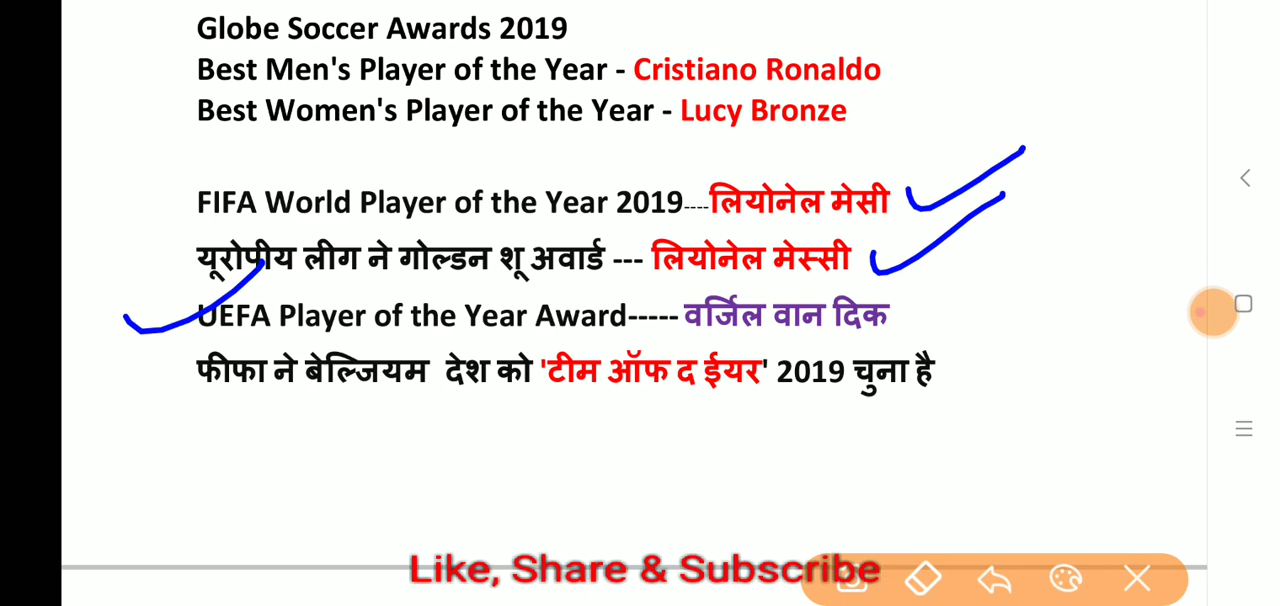 Globe Soccer Awards 2019
Best Men's Player of the Year - Cristiano Ronaldo
Best Women's Player of the Year - Lucy Bronze
FIFA World Player of the Year 2019----लियोनेल मेसी
यूरोपीय लीग ने गोल्डन शू अवार्ड --- लियोनेल मेस्सी
UEFA Player of the Year Award----- वर्जिल वान दिक
फीफा ने बेल्जियम देश को 'टीम ऑफ द ईयर' 2019 चुना है
Like, Share & Subscribe